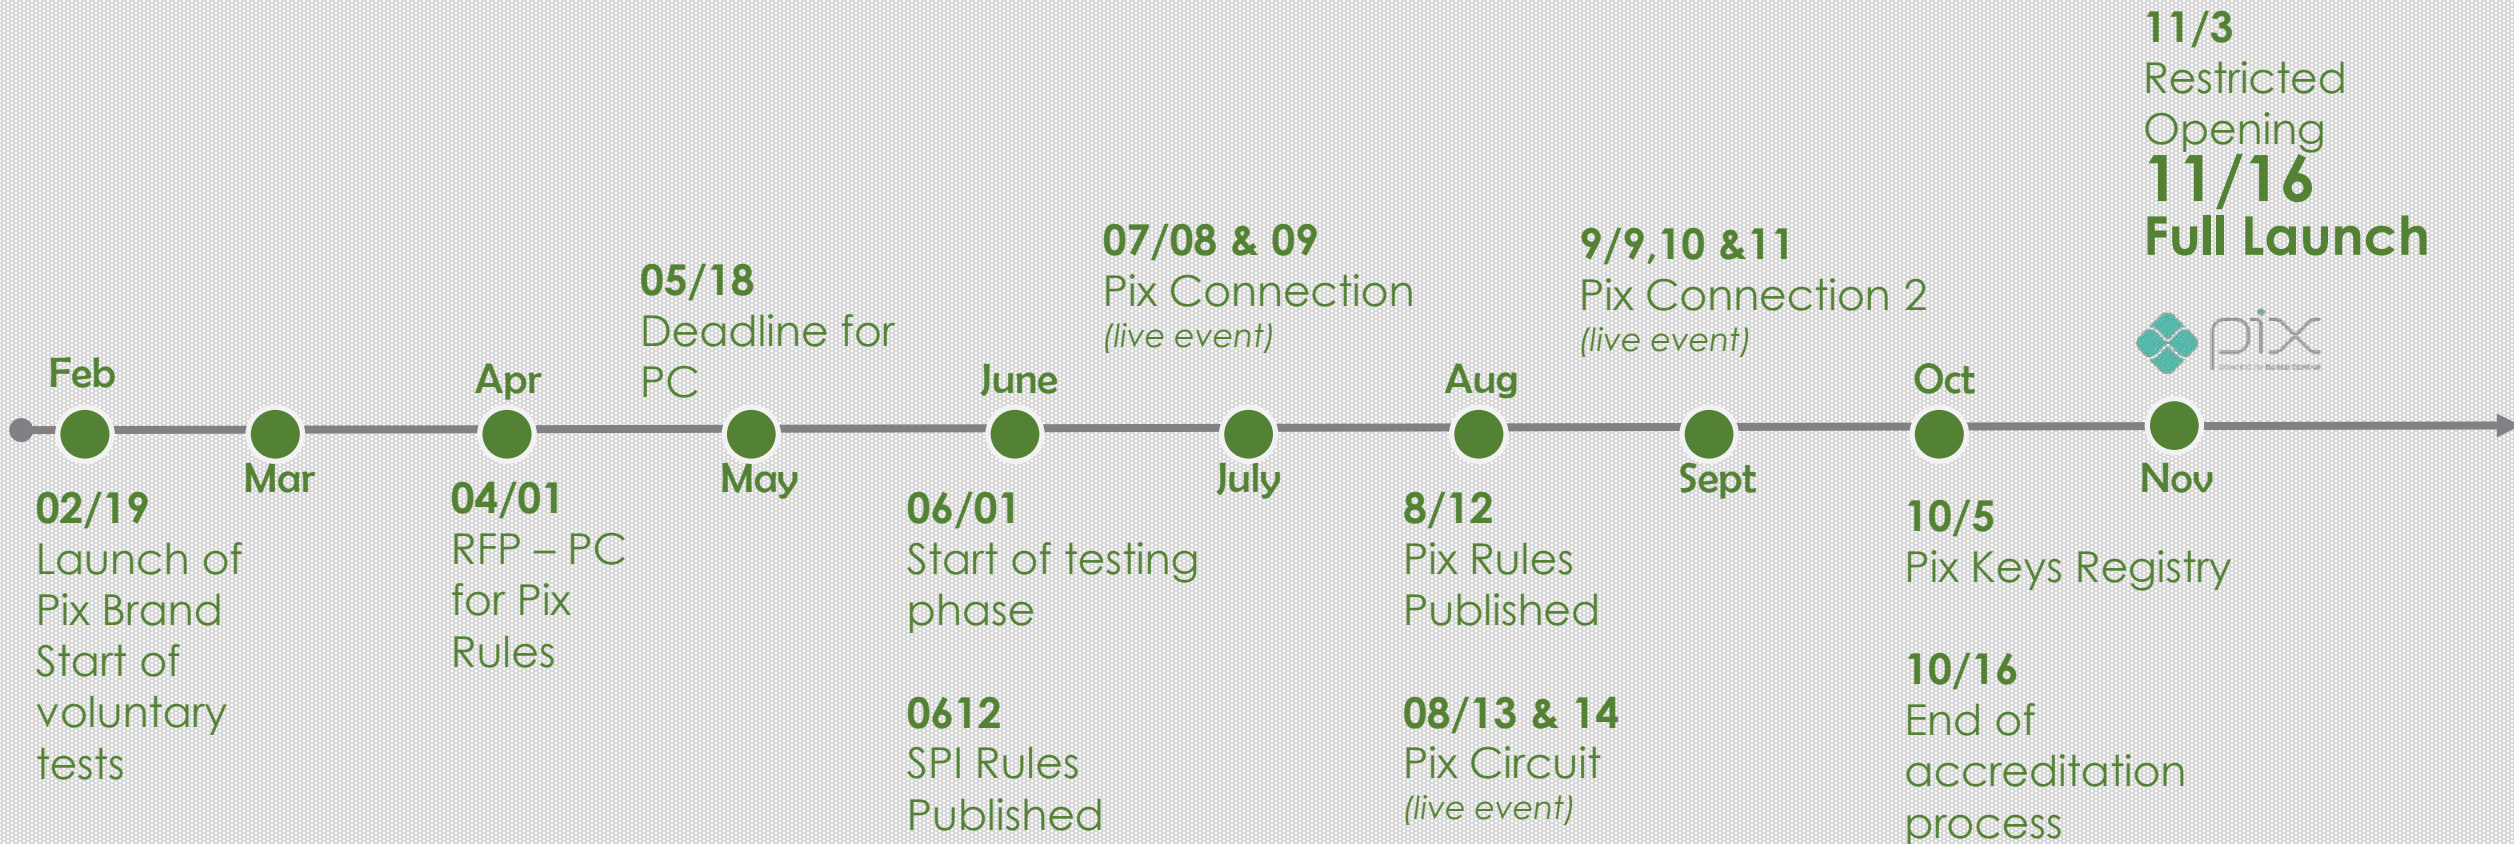 Feb
02/19
Launch of
Pix Brand
Start of
voluntary
tests
Mar
Apr
04/01
RFP – PC
for Pix
Rules
05/18
Deadline for
PC
May
June
06/01
Start of testing
phase
0612
SPI Rules
Published
07/08 & 09
Pix Connection
(live event)
July
Aug
8/12
Pix Rules
Published
08/13 & 14
Pix Circuit
(live event)
9/9,10 &11
Pix Connection 2
(live event)
Sept
Oct
10/5
Pix Keys Registry
10/16
End of
accreditation
process
11/3
Restricted
Opening
11/16
Full Launch
pix
Nov